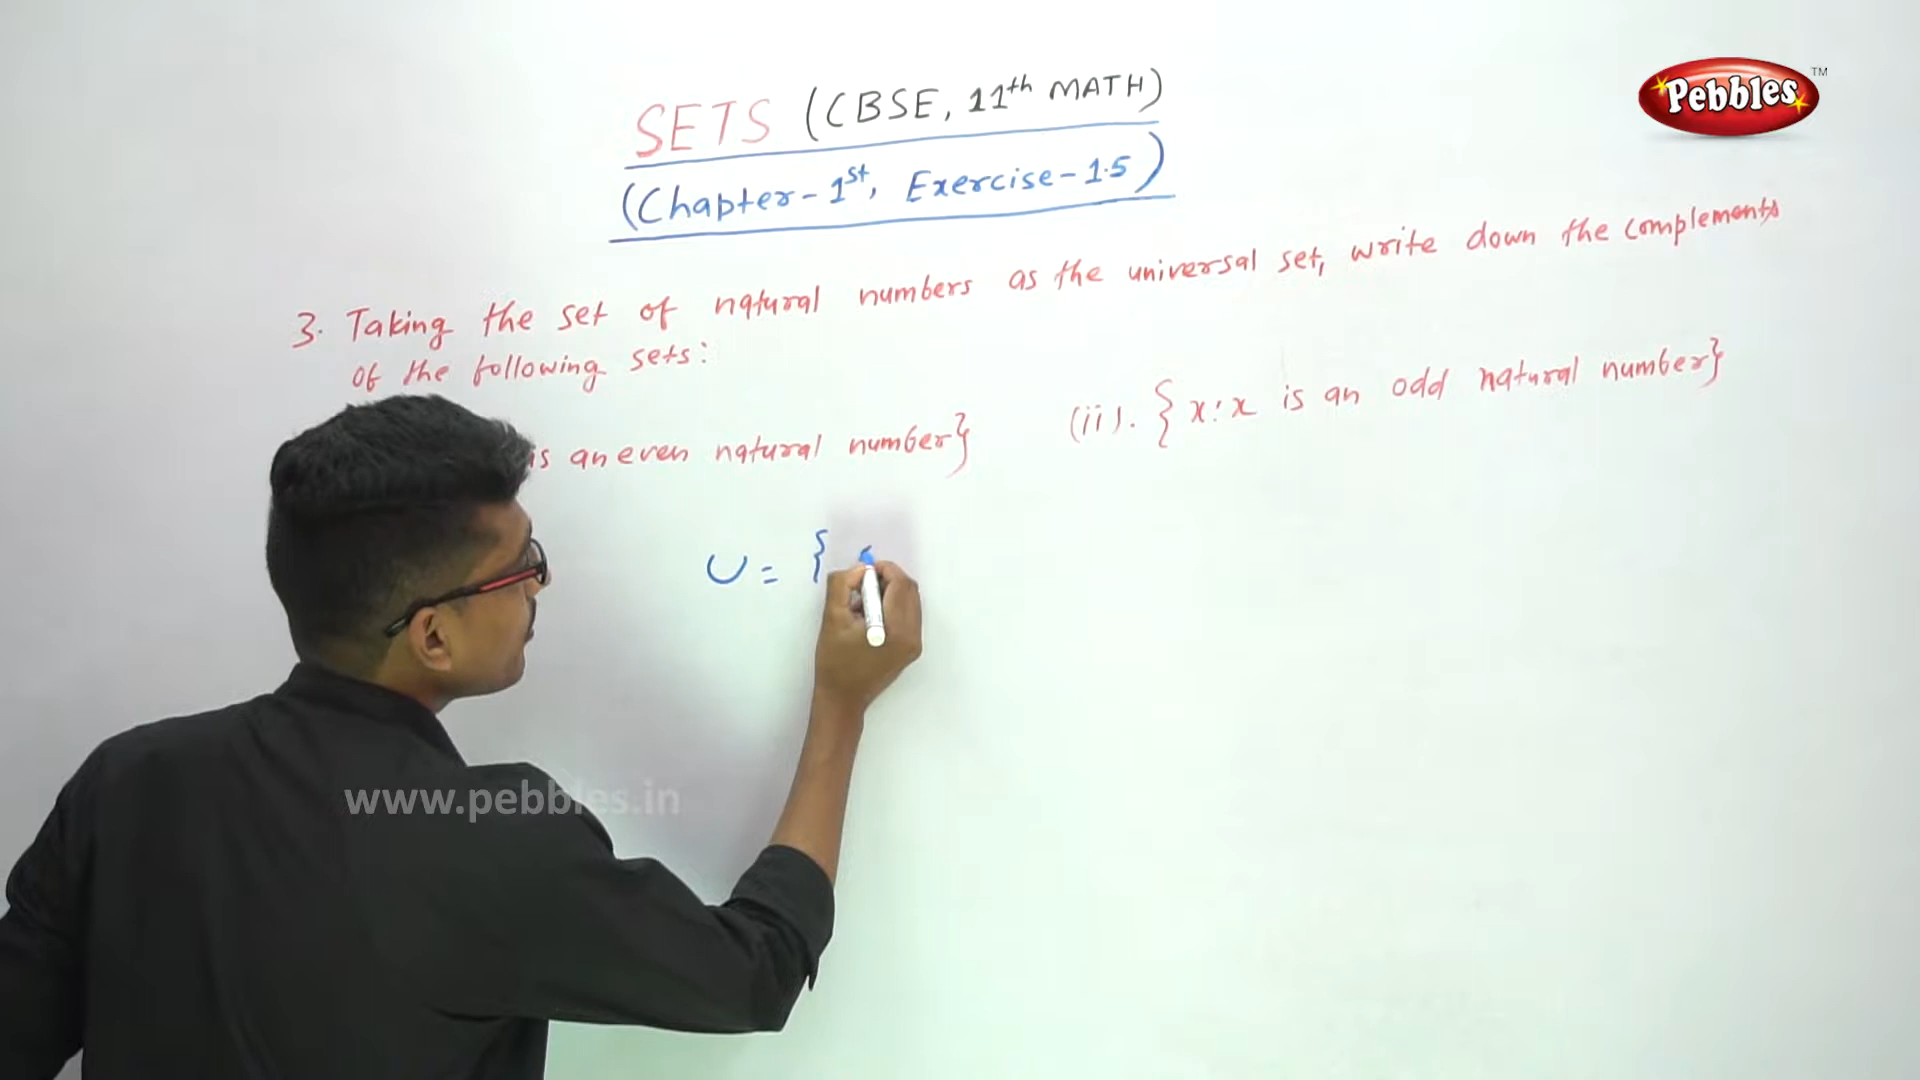 Pebbles™
SETS (CBSE, 11th MATH)
(Chapter-1st, Exercise-1.5)
3. Taking the set of natural numbers as the universal set, write down the complements
of the following sets:
is an even natural number} (ii). {x:x is an odd natural number}
U = {
www.pebbles.in